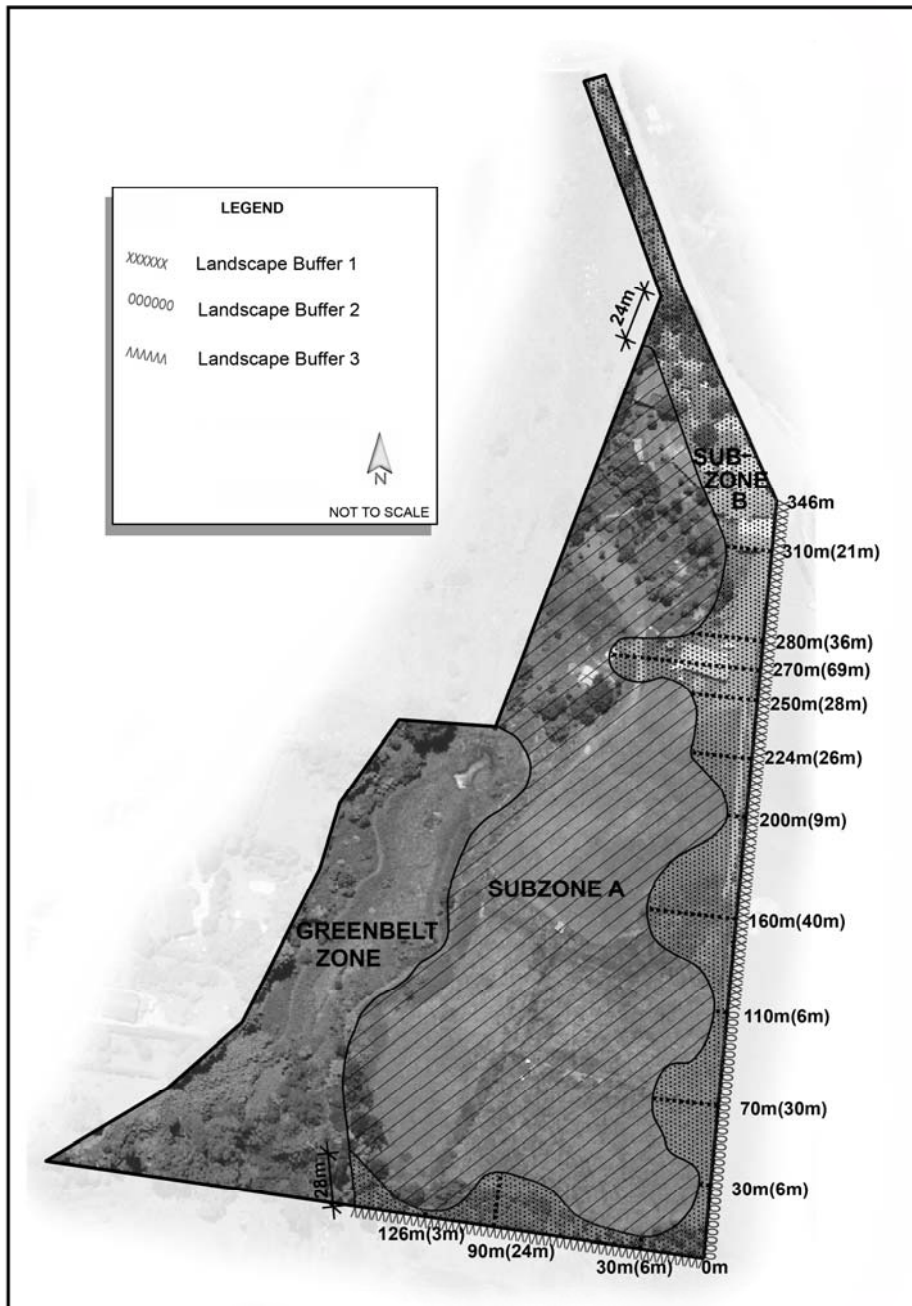 LEGEND
XXXXXX Landscape Buffer 1
OOOOOO Landscape Buffer 2
Landscape Buffer 3
N
NOT TO SCALE
24m
SUB-
ZONE
B
346m
310m(21m)
280m(36m)
270m(69m)
250m(28m)
224m(26m)
200m(9m)
SUBZONE A
160m(40m)
GREENBELT
ZONE
110m(6m)
70m(30m)
28m
30m(6m)
126m(3m)
90m(24m)
30m(6m)
0m